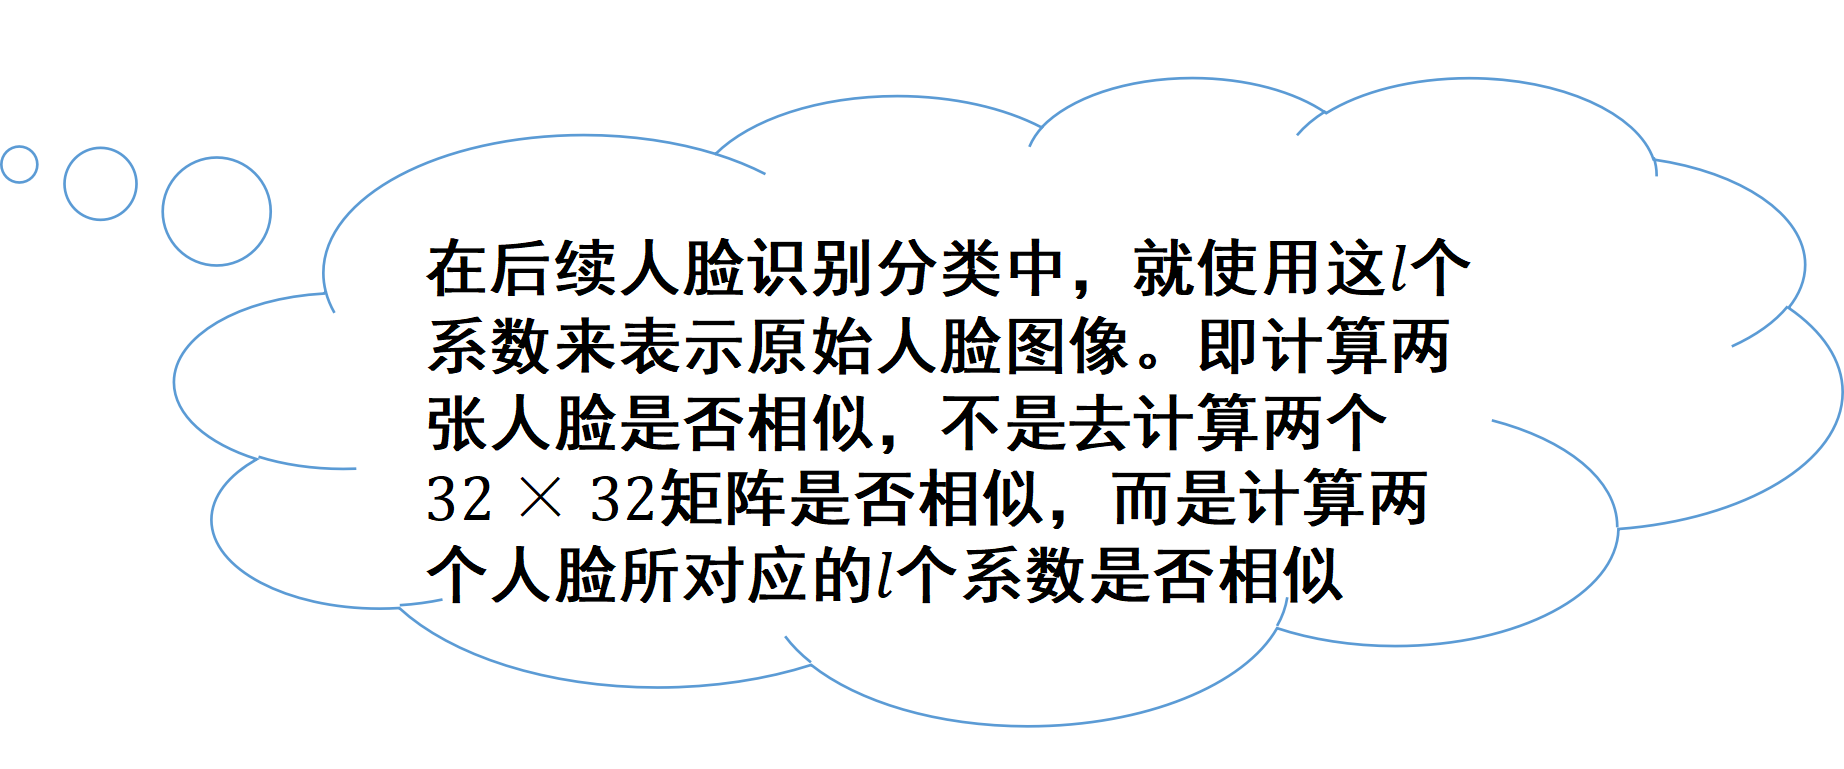 在后续人脸识别分类中，就使用这l个
系数来表示原始人脸图像。即计算两
张人脸是否相似，不是去计算两个
32 × 32矩阵是否相似，而是计算两
个人脸所对应的l个系数是否相似